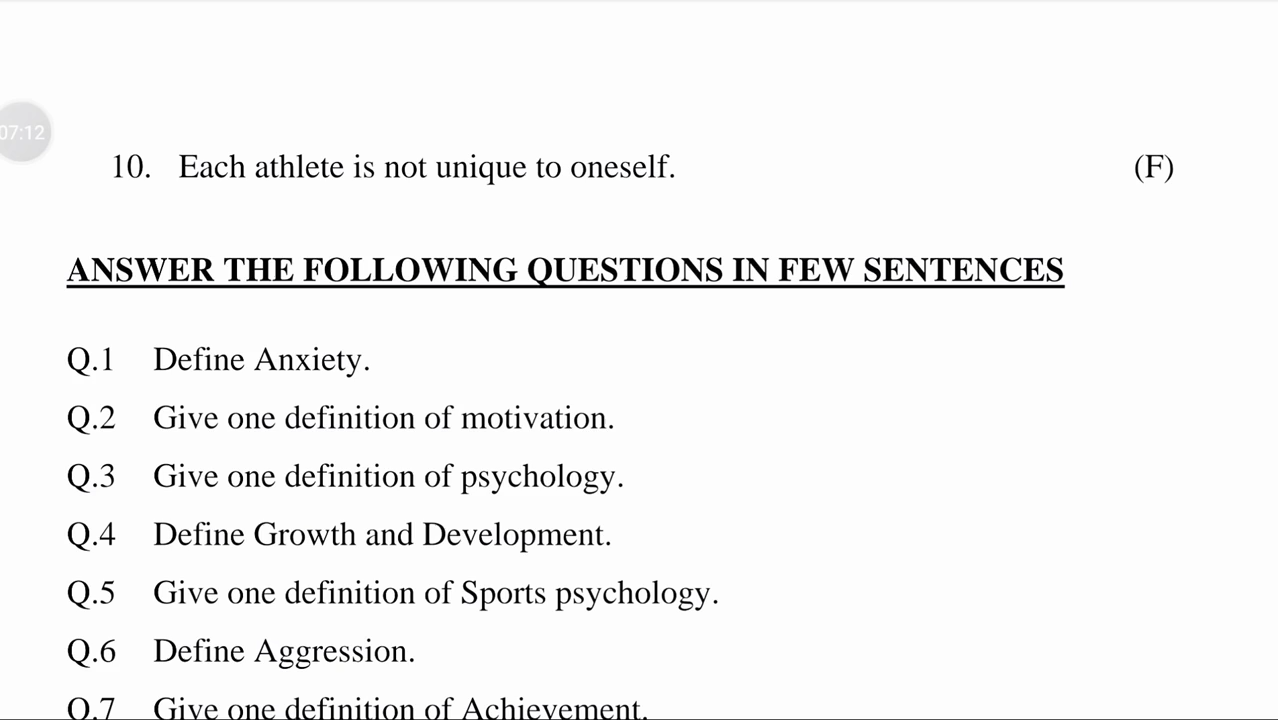 07:12
10. Each athlete is not unique to oneself. (F)
ANSWER THE FOLLOWING QUESTIONS IN FEW SENTENCES
Q.1 Define Anxiety.
Q.2 Give one definition of motivation.
Q.3 Give one definition of psychology.
Q.4 Define Growth and Development.
Q.5 Give one definition of Sports psychology.
Q.6 Define Aggression.
Q.7 Give one definition of Achievement.